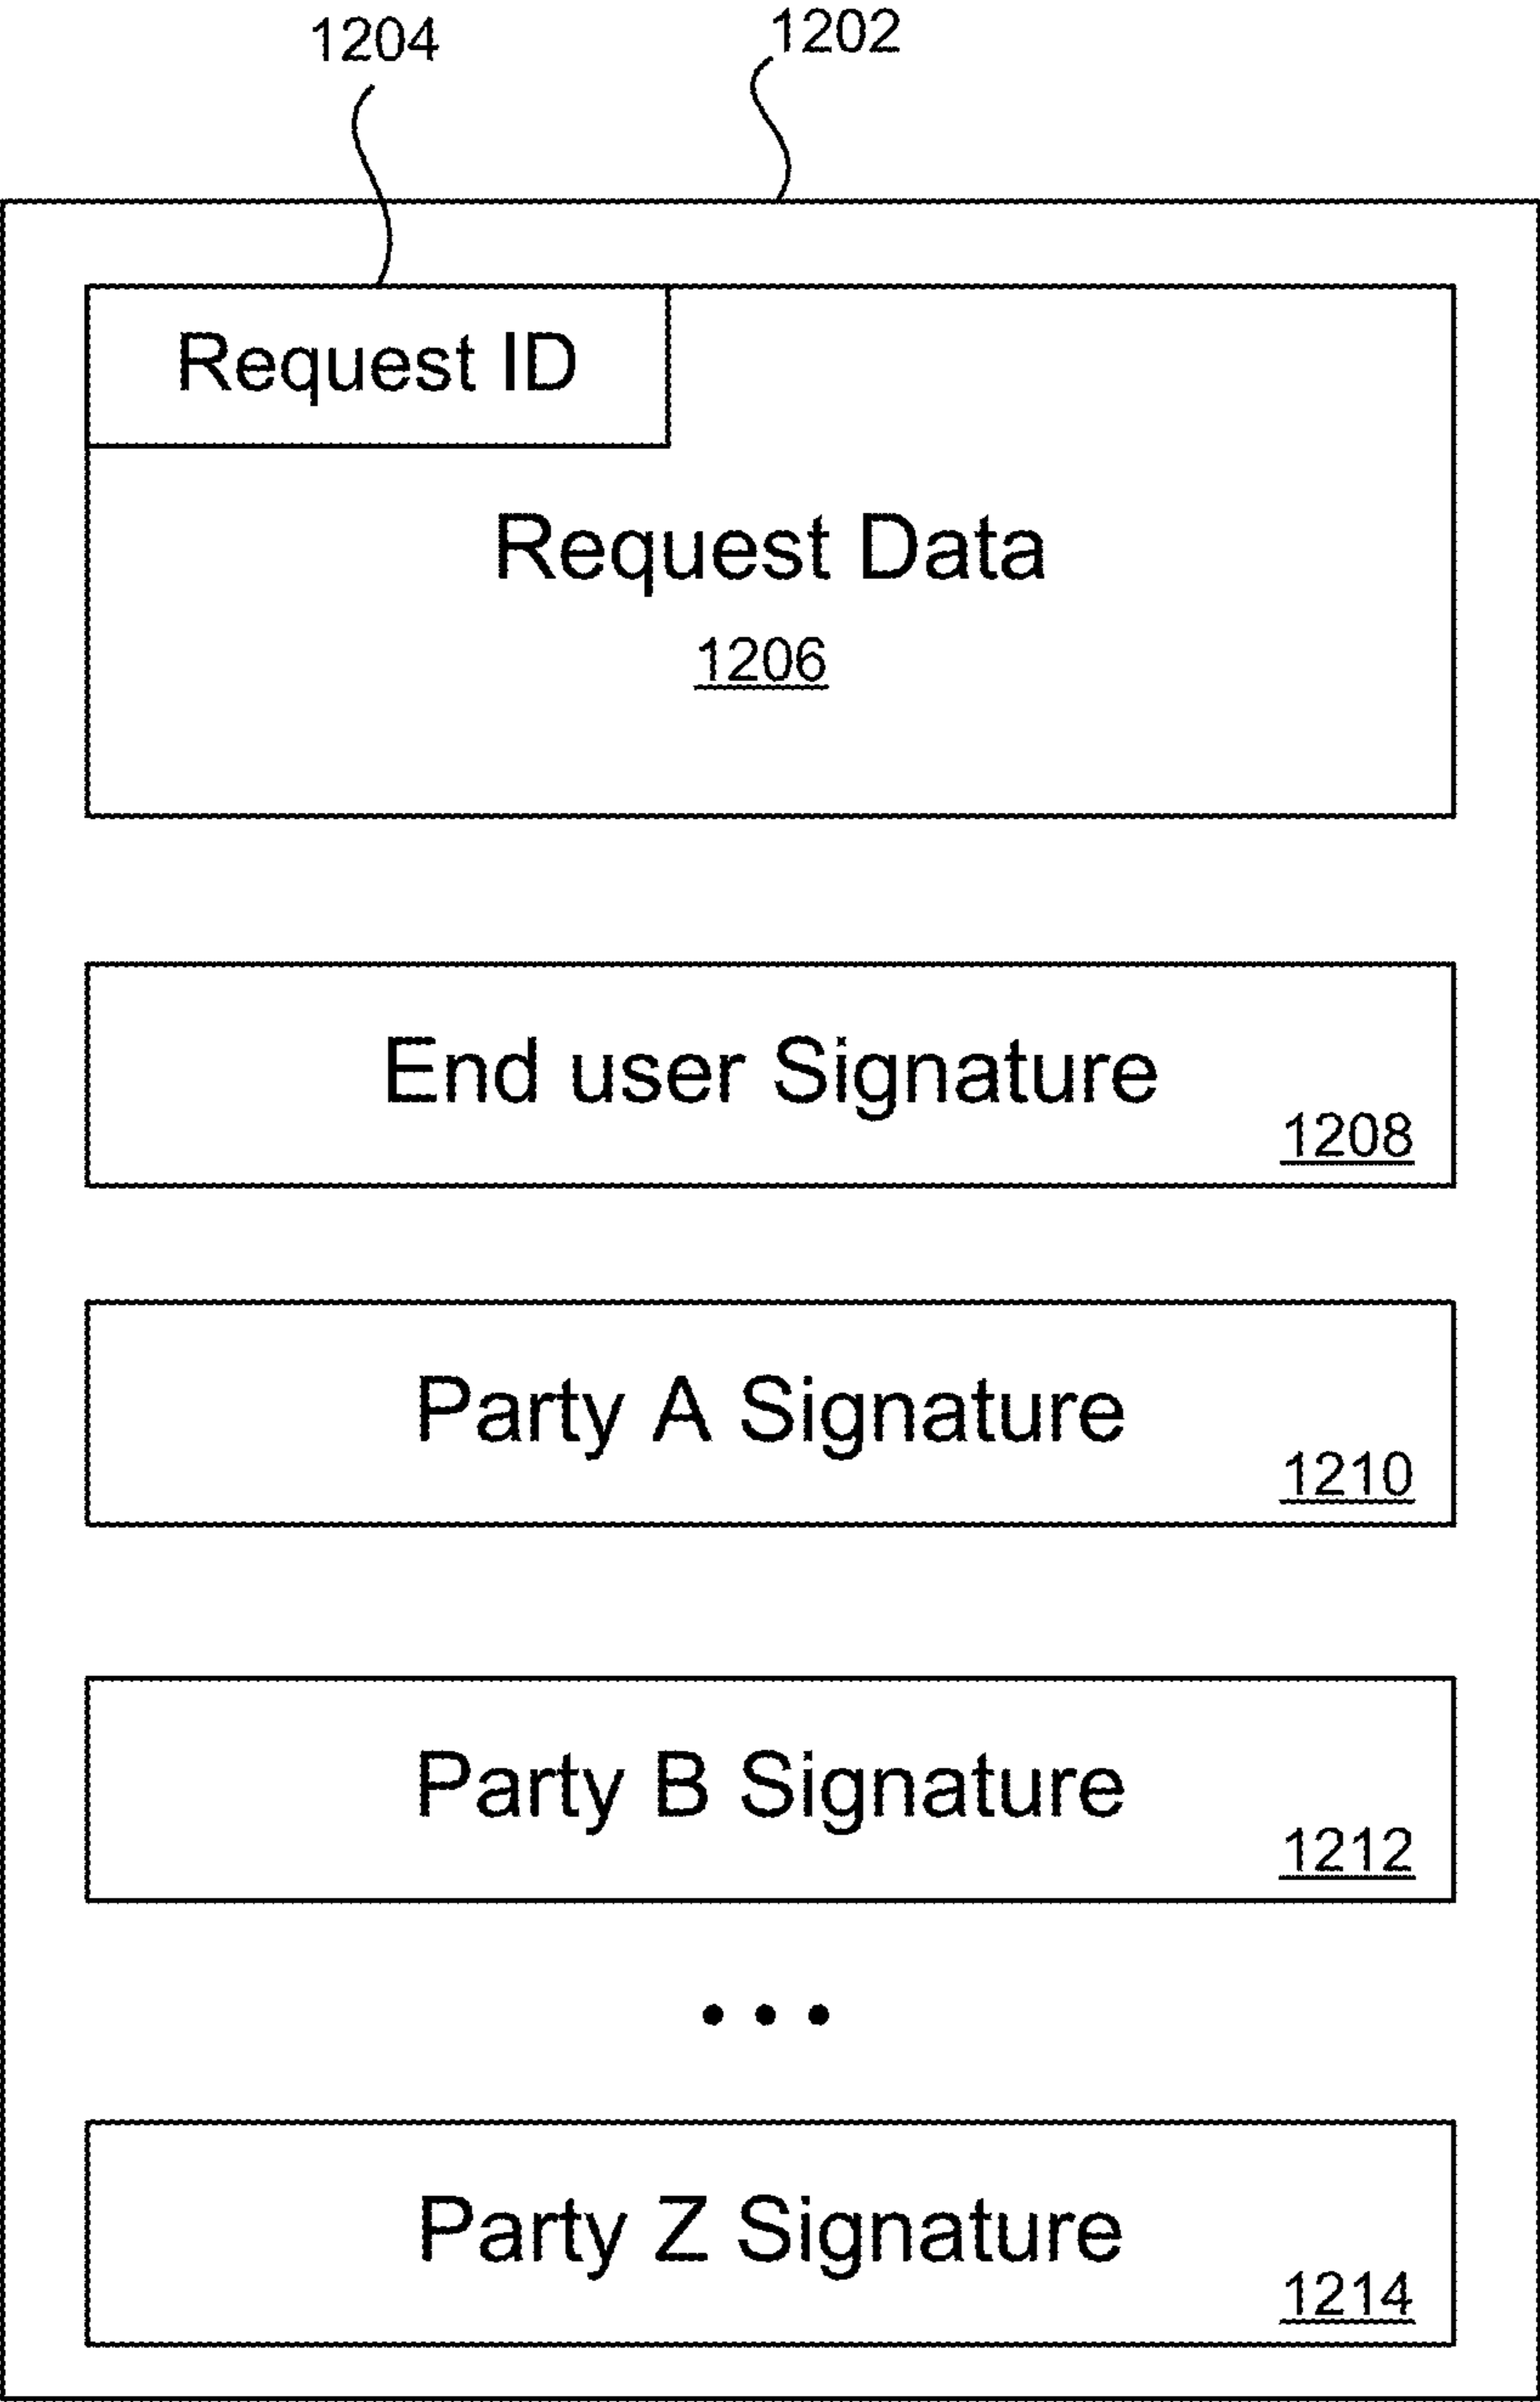 1204
1202
Request ID
Request Data
1206
End user Signature
1208
Party A Signature
1210
Party B Signature
1212
...
Party Z Signature
1214